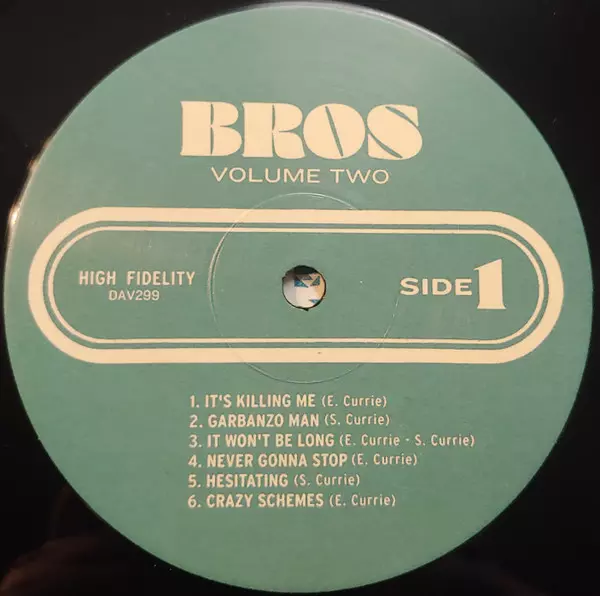 BROS
VOLUME TWO
HIGH FIDELITY
DAV299
SIDE 1
1. IT'S KILLING ME (E. Currie)
2. GARBANZO MAN (S. Currie)
3. IT WON'T BE LONG (E. Currie - S. Currie)
4. NEVER GONNA STOP (E. Currie)
5. HESITATING (S. Currie)
6. CRAZY SCHEMES (E. Currie)